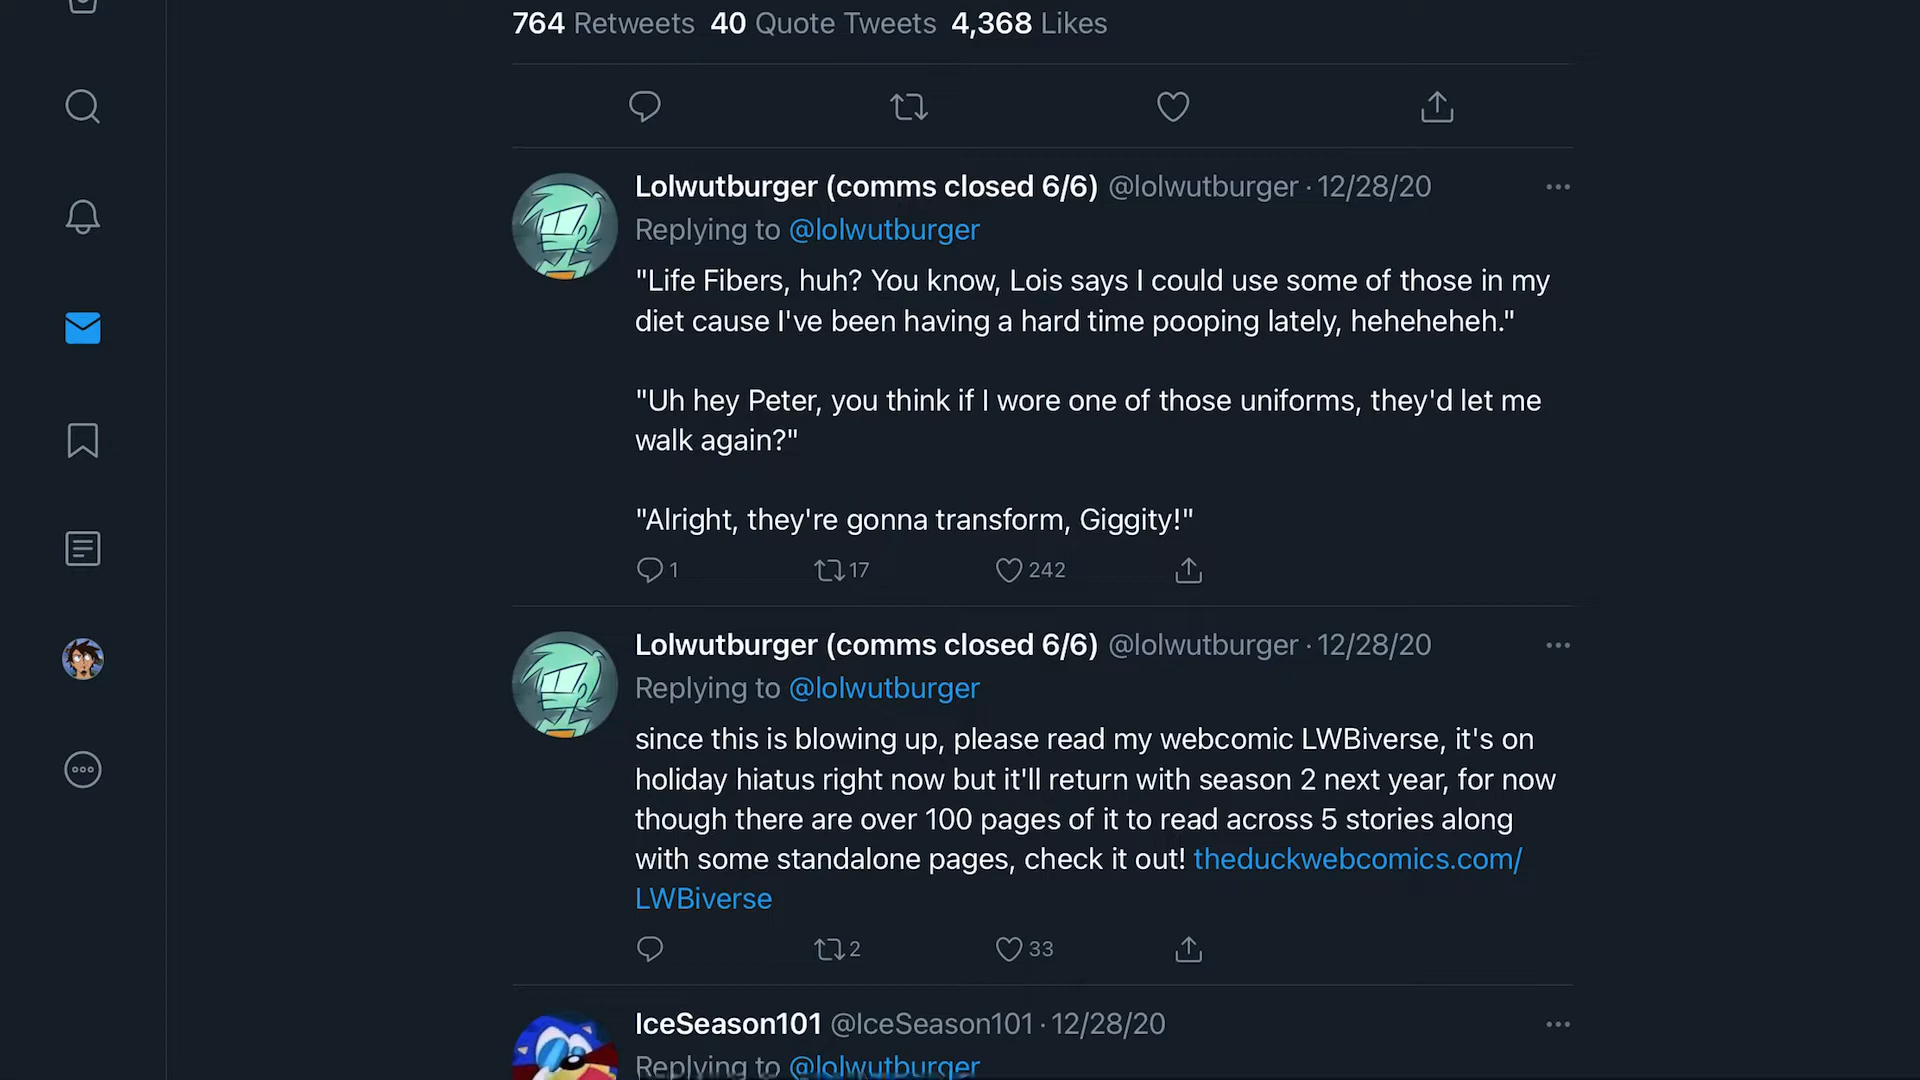 764 Retweets 40 Quote Tweets 4,368 Likes
Lolwutburger (comms closed 6/6) @lolwutburger · 12/28/20
Replying to @lolwutburger
"Life Fibers, huh? You know, Lois says I could use some of those in my
diet cause I've been having a hard time pooping lately, heheheheh."
"Uh hey Peter, you think if I wore one of those uniforms, they'd let me
walk again?"
"Alright, they're gonna transform, Giggity!"
1 17 242
Lolwutburger (comms closed 6/6) @lolwutburger · 12/28/20
Replying to @lolwutburger
since this is blowing up, please read my webcomic LWBiverse, it's on
holiday hiatus right now but it'll return with season 2 next year, for now
though there are over 100 pages of it to read across 5 stories along
with some standalone pages, check it out! theduckwebcomics.com/
LWBiverse
2 33
IceSeason101 @IceSeason101 · 12/28/20
Replying to @lolwutburger